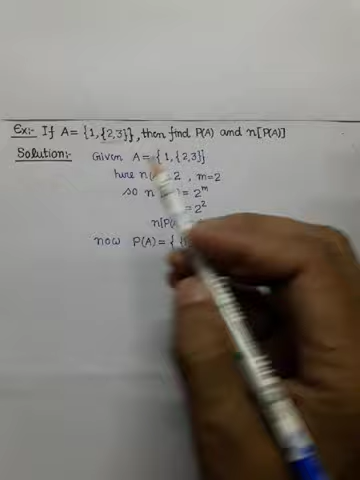 Ex:- If A= {1,{2,3}}, then find P(A) and n[P(A)]
Solution:- Given A= {1,{2,3}}
here n( 2 , m=2
so n = 2^m
= 2^2
n[P(A
now P(A)= {